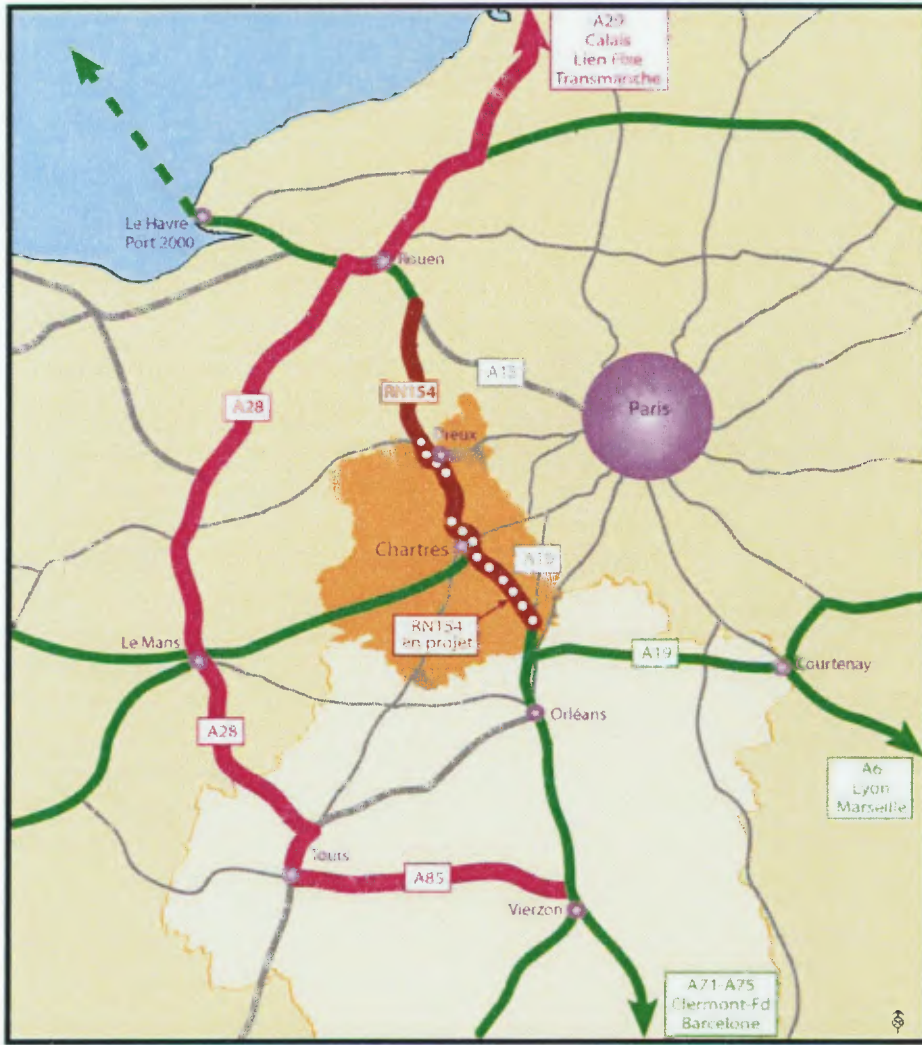 A29
Calais
Lien Fixe
Transmanche
Le Havre
Port 2000
Rouen
A13
RN154
Paris
A28
Dreux
Chartres
A10
RN154
en projet
Le Mans
A19
Courtenay
Orléans
A28
A6
Lyon
Marseille
Tours
A85
Vierzon
A71-A75
Clermont-Fd
Barcelone